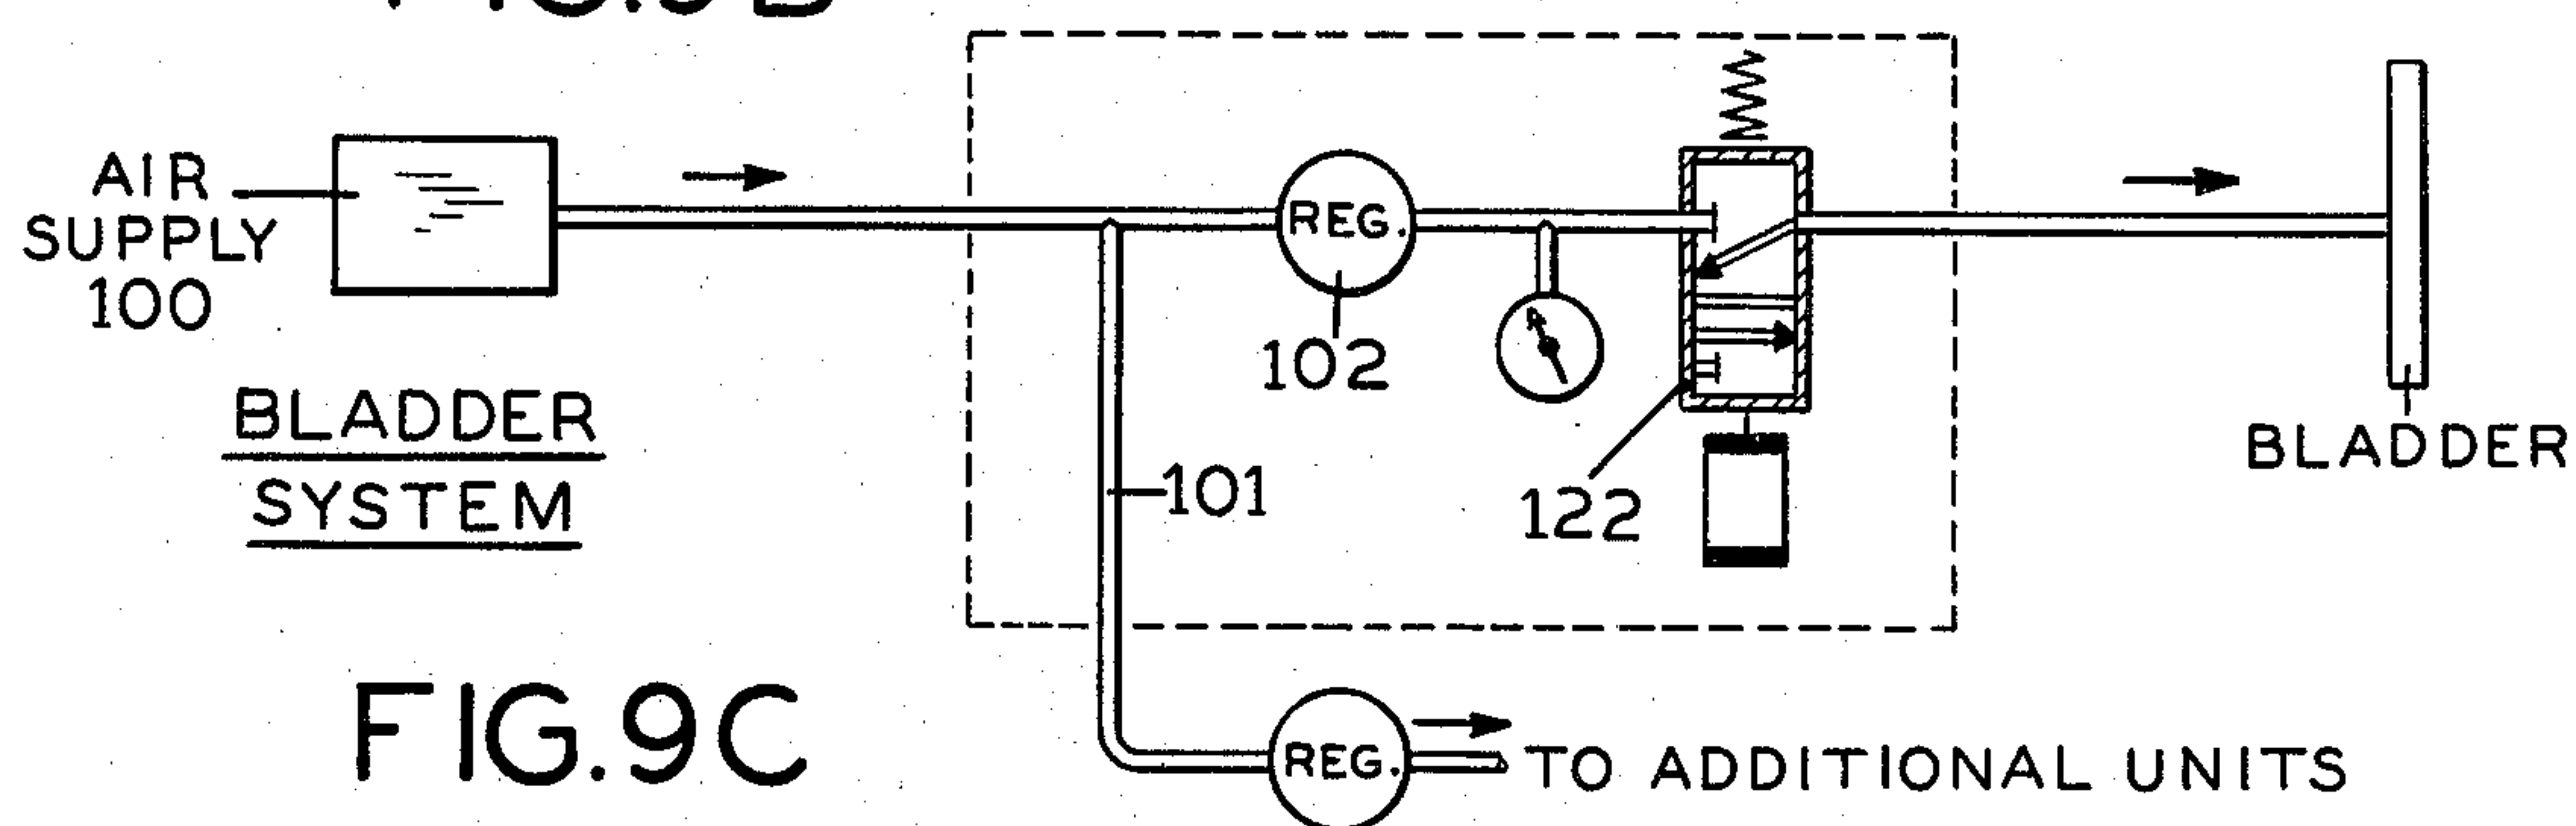 AIR
SUPPLY
100
REG.
102
122
BLADDER
BLADDER
SYSTEM
101
REG.
TO ADDITIONAL UNITS
FIG.9C